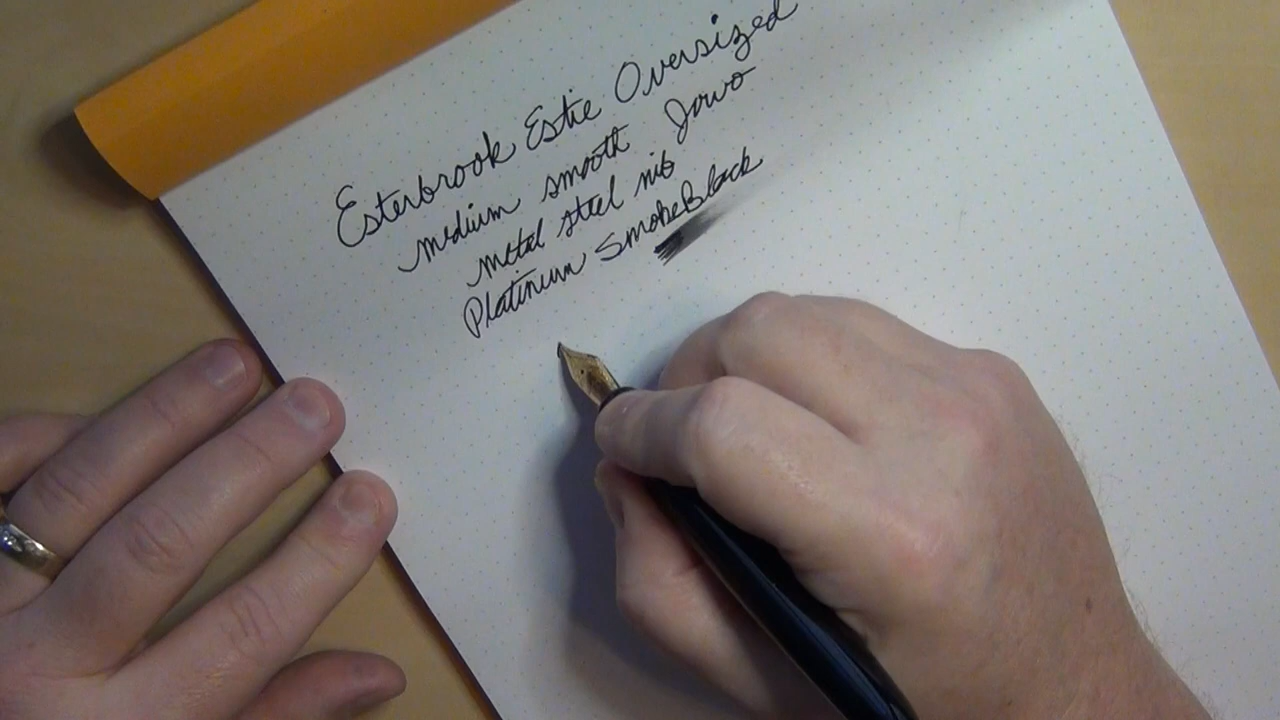 Esterbrook Estie Oversized
medium smooth Jowo
metal steel nib
Platinum SmokeBlack